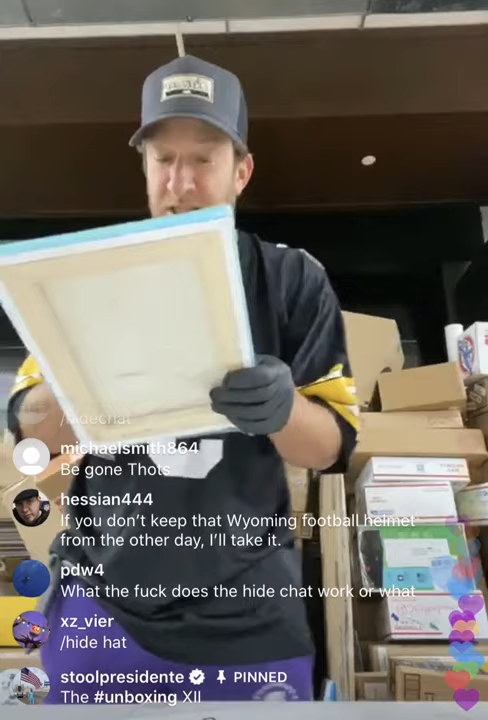 /hidechat
michaelsmith864
Be gone Thots
hessian444
If you don't keep that Wyoming football helmet
from the other day, I'll take it.
pdw4
What the fuck does the hide chat work or what
xz_vier
/hide hat
stoolpresidente PINNED
The #unboxing XII